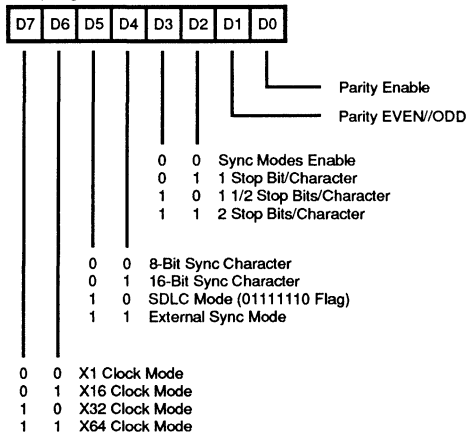 D7 D6 D5 D4 D3 D2 D1 D0
Parity Enable
Parity EVEN//ODD
0 0 Sync Modes Enable
0 1 1 Stop Bit/Character
1 0 1 1/2 Stop Bits/Character
1 1 2 Stop Bits/Character
0 0 8-Bit Sync Character
0 1 16-Bit Sync Character
1 0 SDLC Mode (01111110 Flag)
1 1 External Sync Mode
0 0 X1 Clock Mode
0 1 X16 Clock Mode
1 0 X32 Clock Mode
1 1 X64 Clock Mode